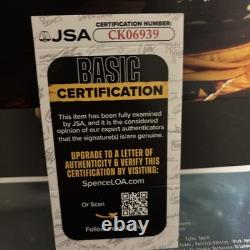 JSA
CERTIFICATION NUMBER:
CK06939
BASIC
CERTIFICATION
This item has been fully examined
by JSA, and it is the considered
opinion of our expert authenticators
that the signature(s) is/are genuine.
UPGRADE TO A LETTER OF
AUTHENTICITY & VERIFY THIS
CERTIFICATION BY VISITING:
SpenceLOA.com
Or Scan